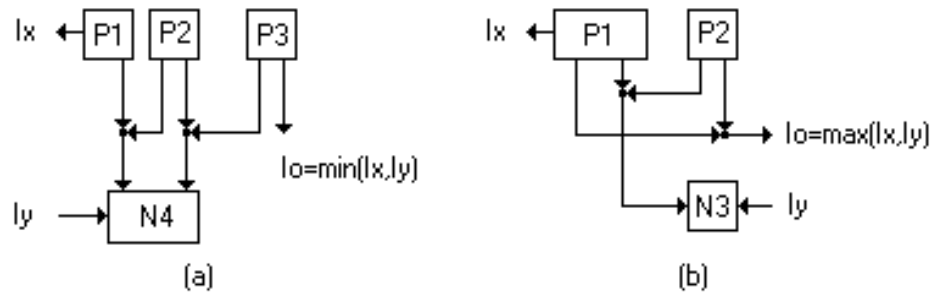 Ix P1 P2 P3
Io=min(Ix,Iy)
Iy N4
(a)
Ix P1 P2
Io=max(Ix,Iy)
N3 Iy
(b)